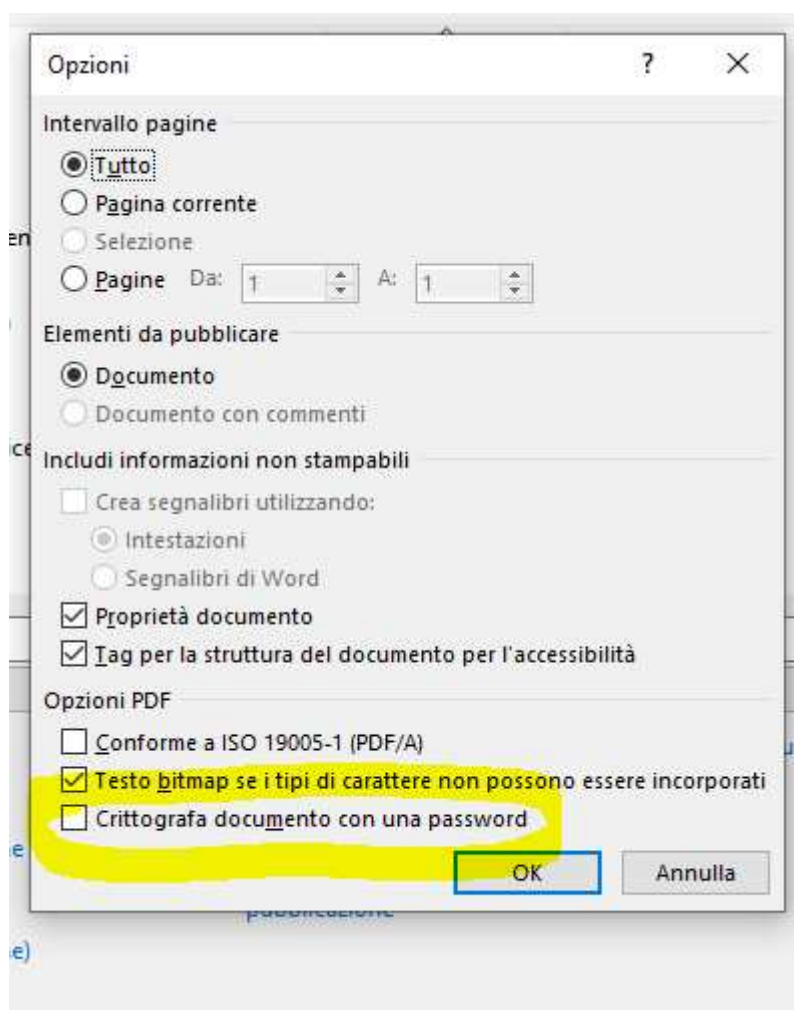 Opzioni ?
Intervallo pagine
Tutto
Pagina corrente
en
Selezione
Pagine Da: 1 A: 1
Elementi da pubblicare
Documento
Documento con commenti
ce
Includi informazioni non stampabili
Crea segnalibri utilizzando:
Intestazioni
Segnalibri di Word
Proprietà documento
Tag per la struttura del documento per l'accessibilità
Opzioni PDF
Conforme a ISO 19005-1 (PDF/A)
Testo bitmap se i tipi di carattere non possono essere incorporati
Crittografa documento con una password
e
OK Annulla
pubblicazione
e)